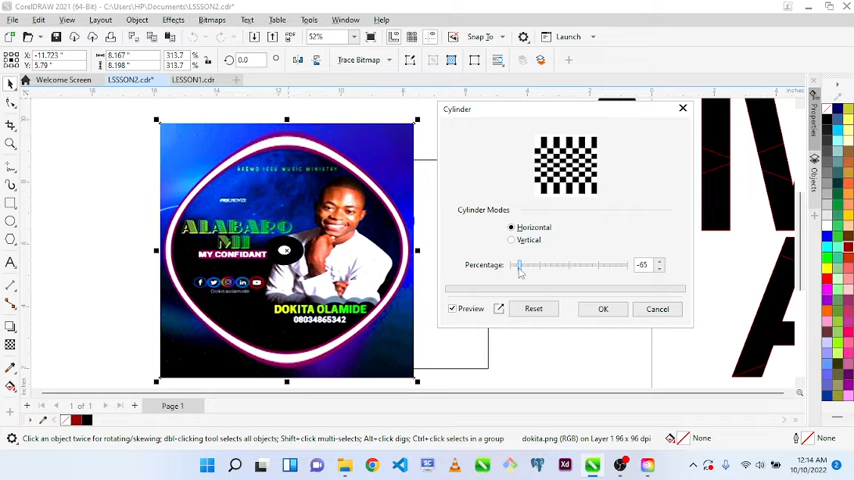 CorelDRAW 2021 (64-Bit) - C:\Users\HP\Documents\LSSSON2.cdr*
File Edit View Layout Object Effects Bitmaps Text Table Tools Window Help
52% Snap To Launch
X: -11.723 " 8.167 " 313.7
Y: 5.79 " 8.198 " 313.7
0.0 Trace Bitmap
Welcome Screen LSSSON2.cdr* LESSON1.cdr
inches
Cylinder
Cylinder Modes
Horizontal
Vertical
Percentage: -65
Preview Reset OK Cancel
MUSIC MINISTRY
ALABARO
MI
MY CONFIDANT
Dokitaolamide
DOKITA OLAMIDE
08034865342
Properties
Objects
1 of 1 Page 1
Click an object twice for rotating/skewing; dbl-clicking tool selects all objects; Shift+click multi-selects; Alt+click digs; Ctrl+click selects in a group dokita.png (RGB) on Layer 1 96 x 96 dpi None None
12:14 AM
10/10/2022